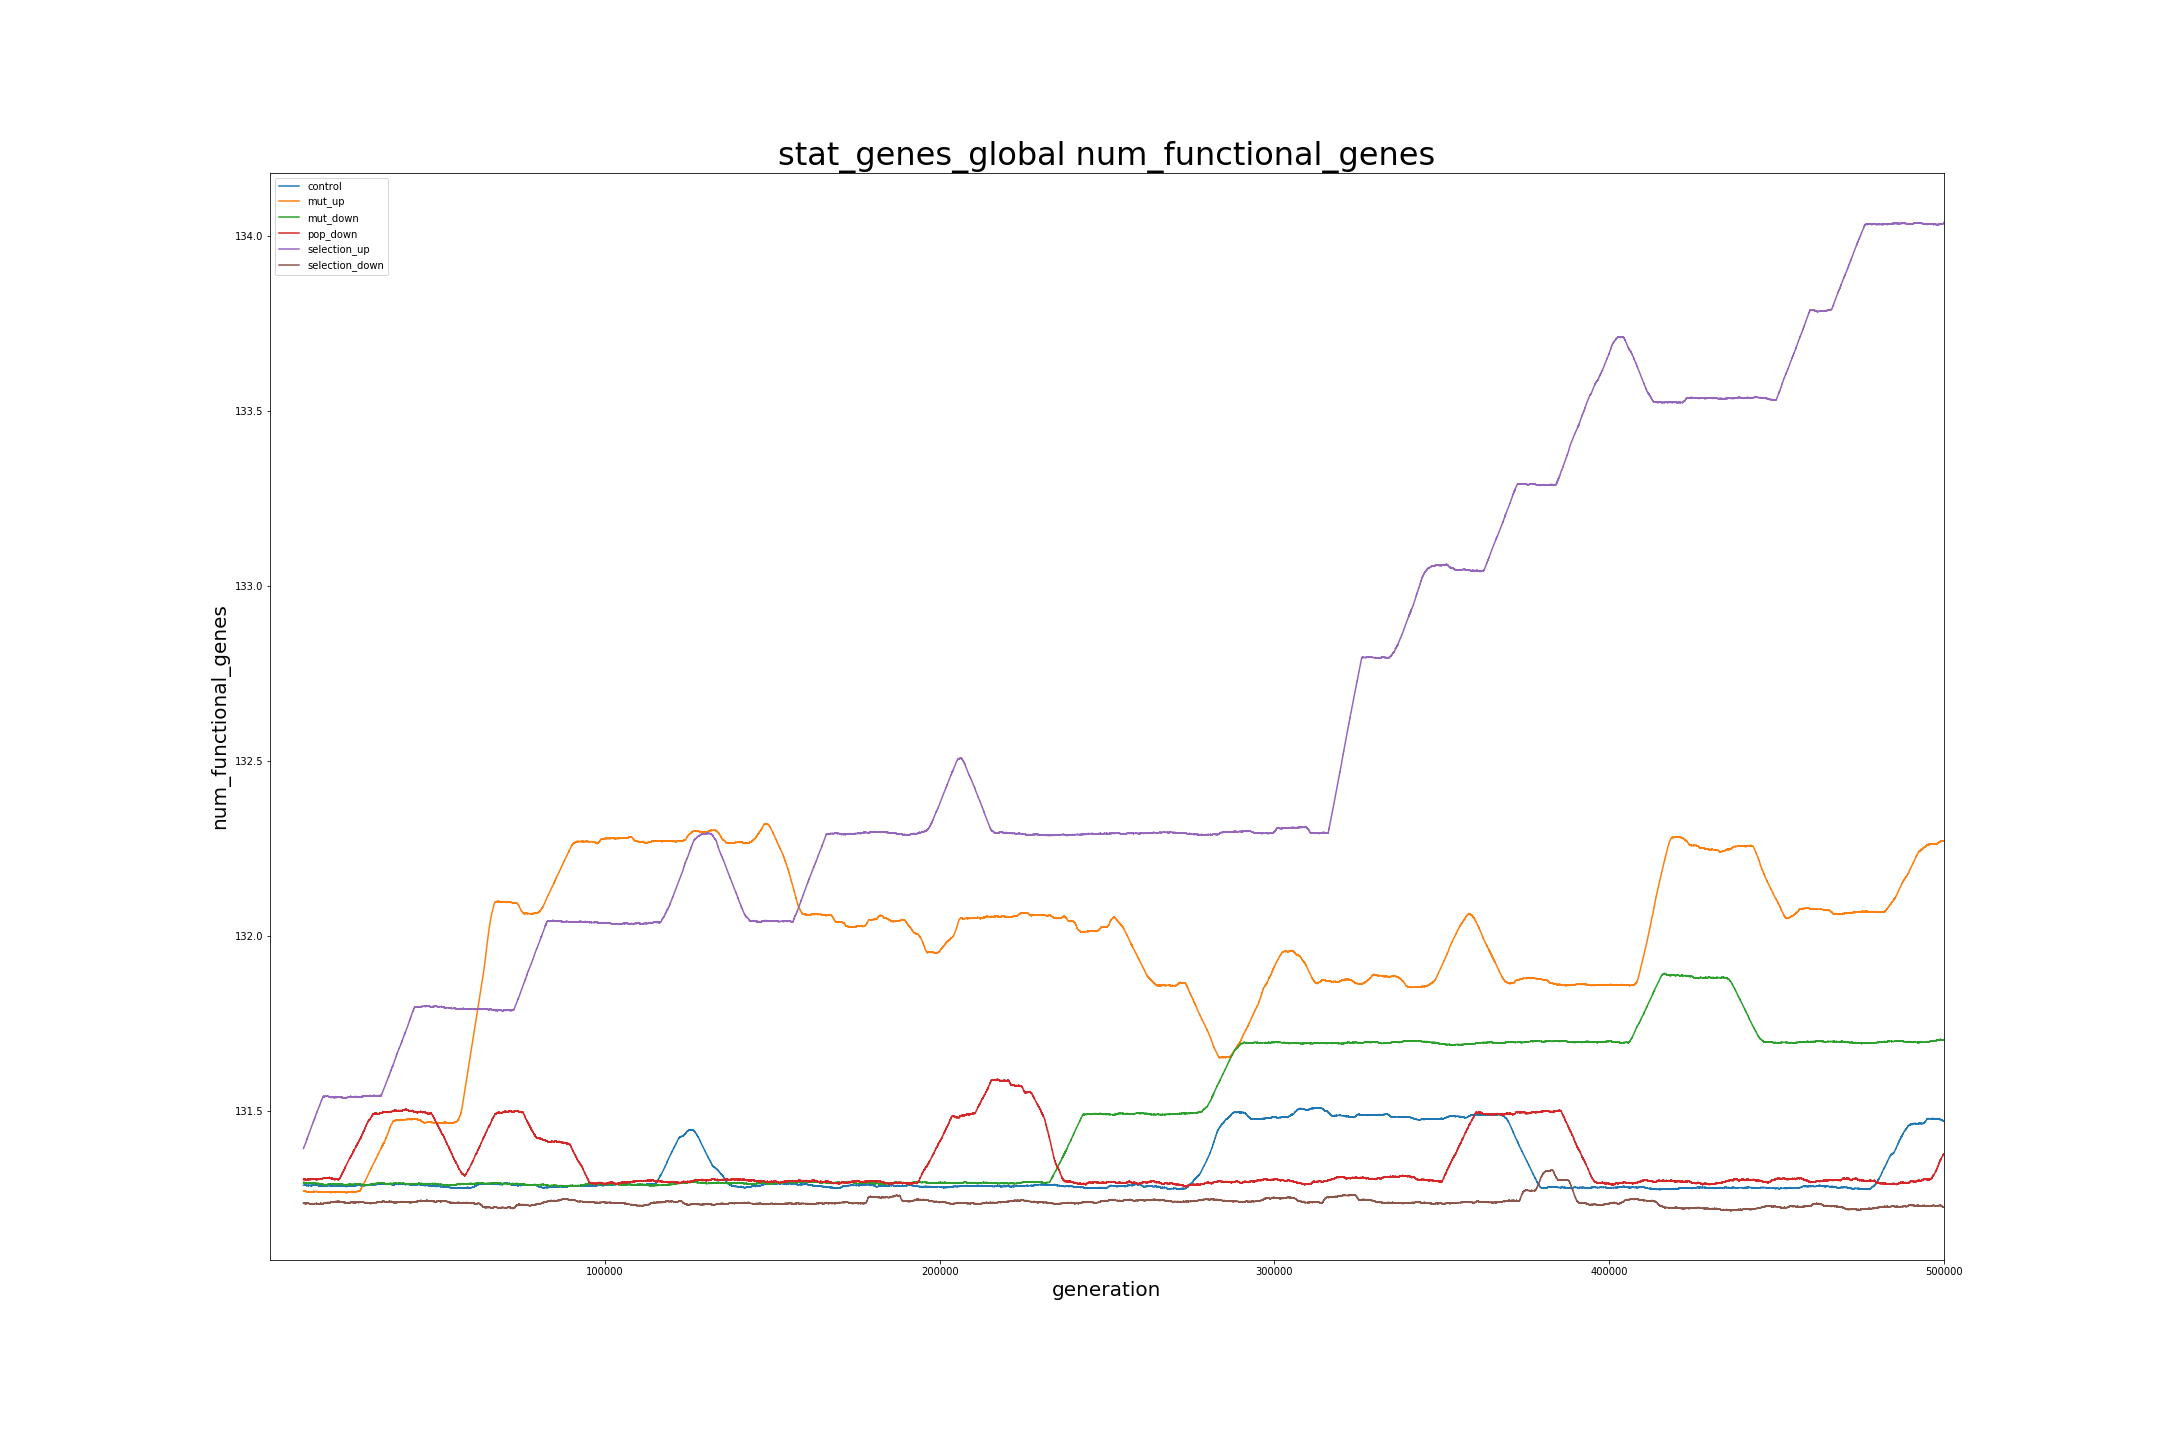 stat_genes_global num_functional_genes
control
mut_up
mut_down
pop_down
selection_up
selection_down
num_functional_genes
134.0
133.5
133.0
132.5
132.0
131.5
100000
200000
300000
400000
500000
generation